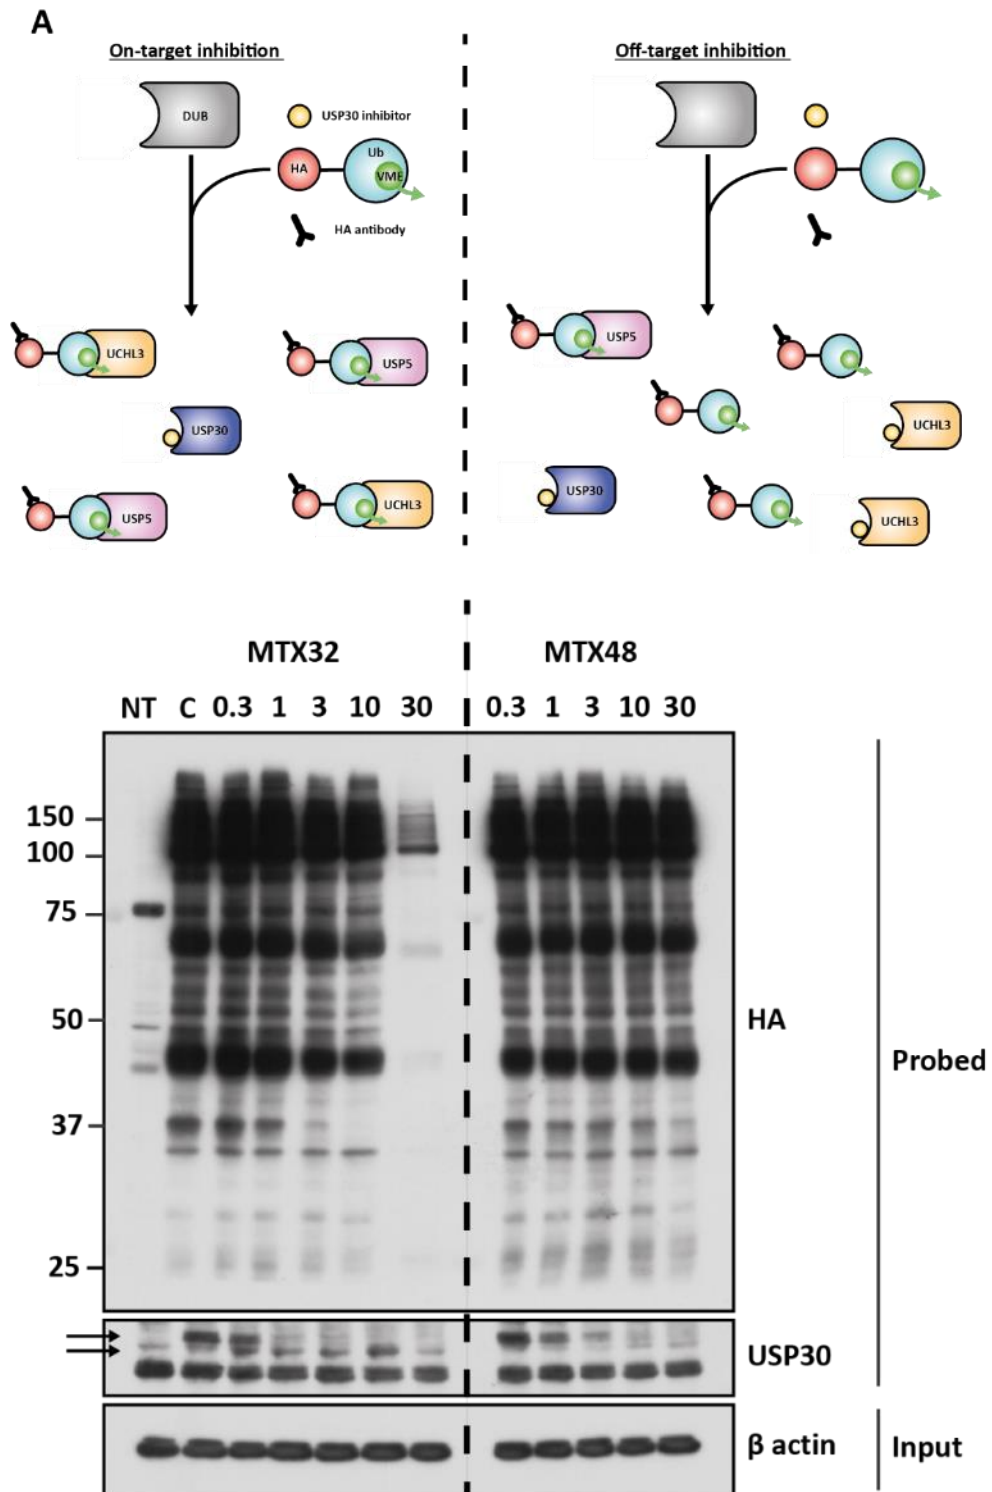 A
On-target inhibition
Off-target inhibition
DUB
USP30 inhibitor
HA
Ub
VME
HA antibody
UCHL3
USP5
USP5
UCHL3
USP30
USP30
USP5
UCHL3
UCHL3
MTX32
MTX48
NT C 0.3 1 3 10 30
0.3 1 3 10 30
150
100
75
50
37
25
HA
Probed
USP30
β actin
Input